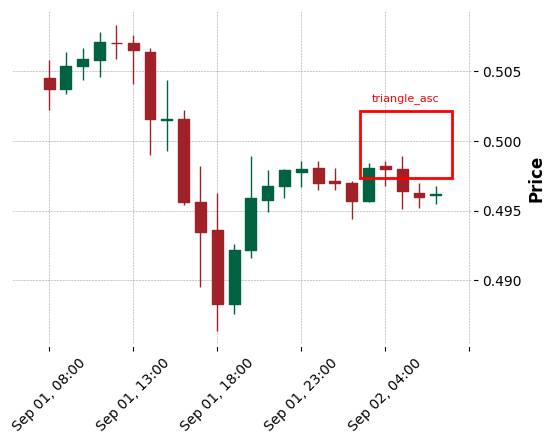 triangle_asc
0.505
0.500
0.495
0.490
Price
Sep 01, 08:00
Sep 01, 13:00
Sep 01, 18:00
Sep 01, 23:00
Sep 02, 04:00